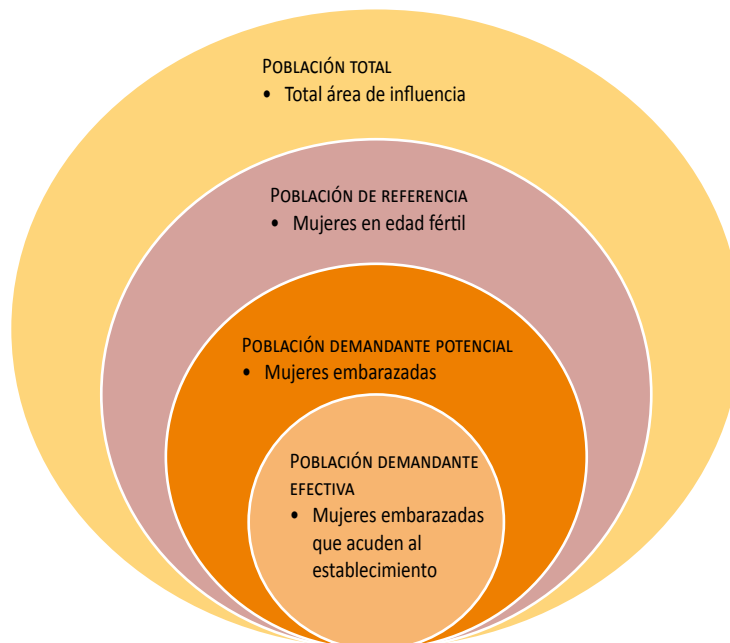 POBLACIÓN TOTAL
• Total área de influencia
POBLACIÓN DE REFERENCIA
• Mujeres en edad fértil
POBLACIÓN DEMANDANTE POTENCIAL
• Mujeres embarazadas
POBLACIÓN DEMANDANTE
EFECTIVA
• Mujeres embarazadas
que acuden al
establecimiento